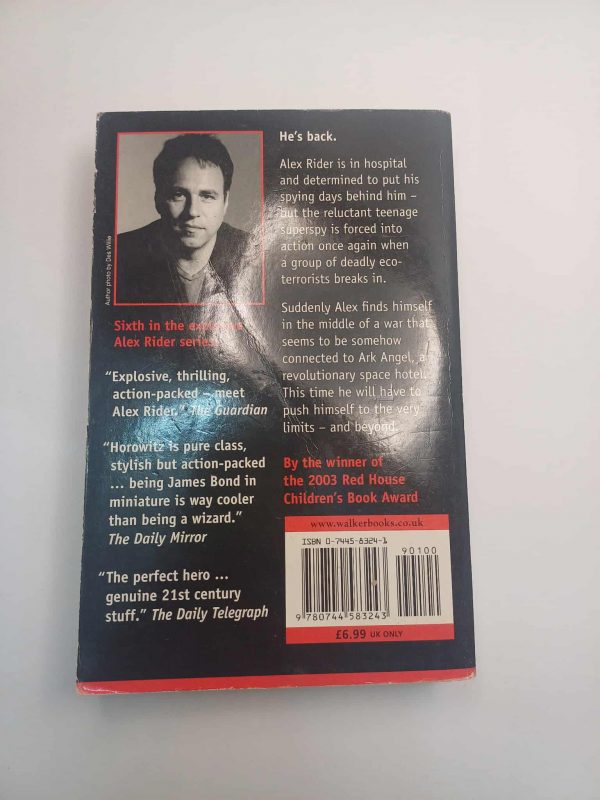 Author photo by Des Willie
Sixth in the explosive
Alex Rider series
“Explosive, thrilling,
action-packed – meet
Alex Rider.” The Guardian
“Horowitz is pure class,
stylish but action-packed
... being James Bond in
miniature is way cooler
than being a wizard.”
The Daily Mirror
“The perfect hero ...
genuine 21st century
stuff.” The Daily Telegraph
He’s back.
Alex Rider is in hospital
and determined to put his
spying days behind him –
but the reluctant teenage
superspy is forced into
action once again when
a group of deadly eco-
terrorists breaks in.
Suddenly Alex finds himself
in the middle of a war that
seems to be somehow
connected to Ark Angel, a
revolutionary space hotel.
This time he will have to
push himself to the very
limits – and beyond.
By the winner of
the 2003 Red House
Children’s Book Award
www.walkerbooks.co.uk
ISBN 0-7445-8324-1
90100
9 780744 583243
£6.99 UK ONLY